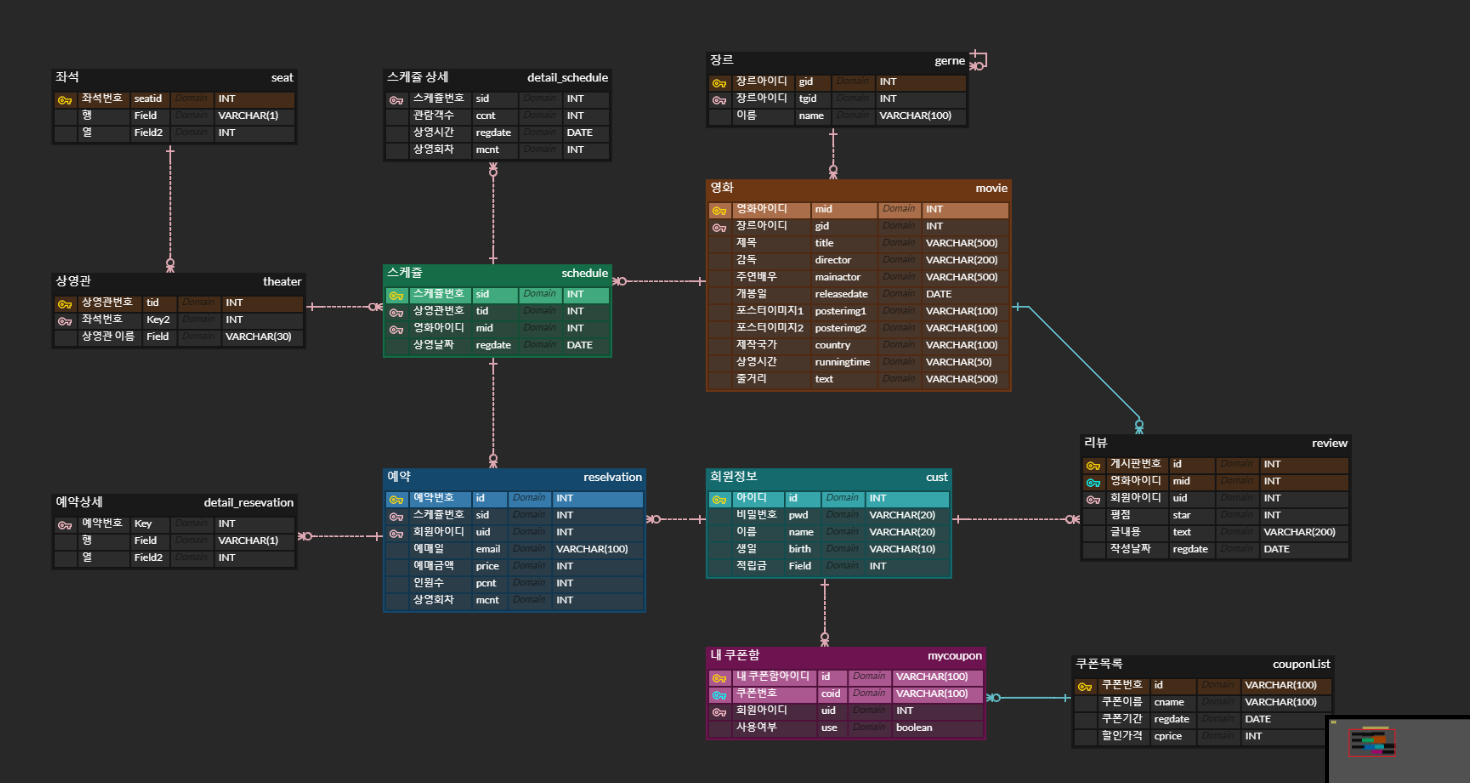 좌석 seat
좌석번호 seatid Domain INT
행 Field Domain VARCHAR(1)
열 Field2 Domain INT
스케쥴 상세 detail_schedule
스케쥴번호 sid Domain INT
관람객수 ccnt Domain INT
상영시간 regdate Domain DATE
상영회차 mcnt Domain INT
장르 gerne
장르아이디 gid Domain INT
장르아이디 tgid Domain INT
이름 name Domain VARCHAR(100)
영화 movie
영화아이디 mid Domain INT
장르아이디 gid Domain INT
제목 title Domain VARCHAR(500)
감독 director Domain VARCHAR(200)
주연배우 mainactor Domain VARCHAR(500)
개봉일 releasedate Domain DATE
포스터이미지1 posterimg1 Domain VARCHAR(100)
포스터이미지2 posterimg2 Domain VARCHAR(100)
제작국가 country Domain VARCHAR(100)
상영시간 runningtime Domain VARCHAR(50)
줄거리 text Domain VARCHAR(500)
상영관 theater
상영관번호 tid Domain INT
좌석번호 Key2 Domain INT
상영관 이름 Field Domain VARCHAR(30)
스케쥴 schedule
스케쥴번호 sid Domain INT
상영관번호 tid Domain INT
영화아이디 mid Domain INT
상영날짜 regdate Domain DATE
리뷰 review
게시판번호 id Domain INT
영화아이디 mid Domain INT
회원아이디 uid Domain INT
평점 star Domain INT
글내용 text Domain VARCHAR(200)
작성날짜 regdate Domain DATE
예약상세 detail_resevation
예약번호 Key Domain INT
행 Field Domain VARCHAR(1)
열 Field2 Domain INT
예약 reselvation
예약번호 id Domain INT
스케쥴번호 sid Domain INT
회원아이디 uid Domain INT
예매일 email Domain VARCHAR(100)
예매금액 price Domain INT
인원수 pcnt Domain INT
상영회차 mcnt Domain INT
회원정보 cust
아이디 id Domain INT
비밀번호 pwd Domain VARCHAR(20)
이름 name Domain VARCHAR(20)
생일 birth Domain VARCHAR(10)
적립금 Field Domain INT
내 쿠폰함 mycoupon
내 쿠폰함아이디 id Domain VARCHAR(100)
쿠폰번호 coid Domain VARCHAR(100)
회원아이디 uid Domain INT
사용여부 use Domain boolean
쿠폰목록 couponList
쿠폰번호 id Domain VARCHAR(100)
쿠폰이름 cname Domain VARCHAR(100)
쿠폰기간 regdate Domain DATE
할인가격 cprice Domain INT